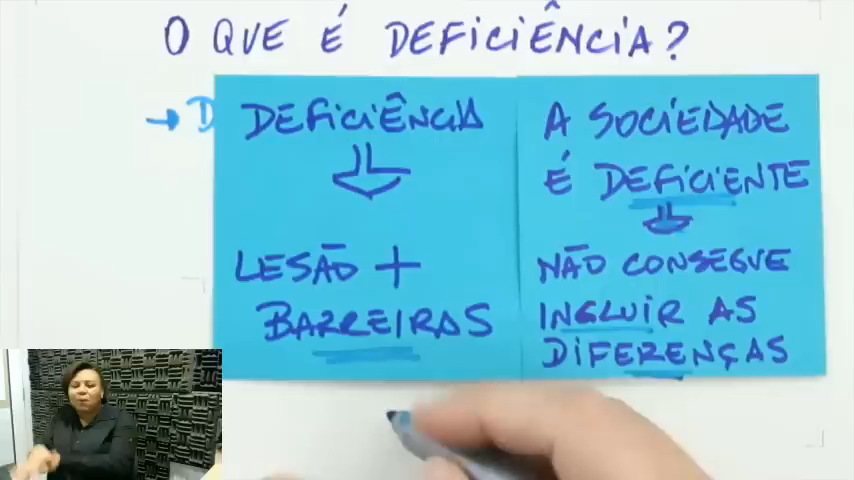 O QUE É DEFICIÊNCIA?
→ D
DEFICIÊNCIA
LESÃO +
BARREIRAS
A SOCIEDADE
É DEFICIENTE
NÃO CONSEGUE
INCLUIR AS
DIFERENÇAS